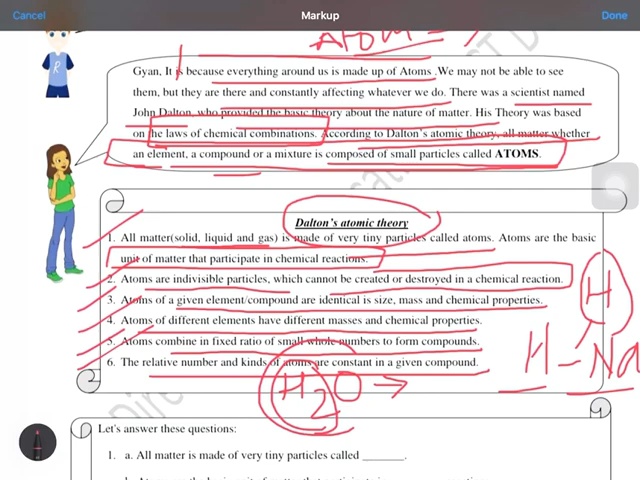 Cancel Markup Done
Atom
R
Gyan, It is because everything around us is made up of Atoms .We may not be able to see
them, but they are there and constantly affecting whatever we do. There was a scientist named
John Dalton, who provided the basic theory about the nature of matter. His Theory was based
on the laws of chemical combinations. According to Dalton's atomic theory, all matter whether
an element, a compound or a mixture is composed of small particles called ATOMS.
Dalton's atomic theory
1. All matter(solid, liquid and gas) is made of very tiny particles called atoms. Atoms are the basic
unit of matter that participate in chemical reactions.
2. Atoms are indivisible particles, which cannot be created or destroyed in a chemical reaction.
3. Atoms of a given element/compound are identical is size, mass and chemical properties.
4. Atoms of different elements have different masses and chemical properties.
5. Atoms combine in fixed ratio of small whole numbers to form compounds.
6. The relative number and kinds of atoms are constant in a given compound.
H
H - Na
H2O →
Let's answer these questions:
1. a. All matter is made of very tiny particles called _______.